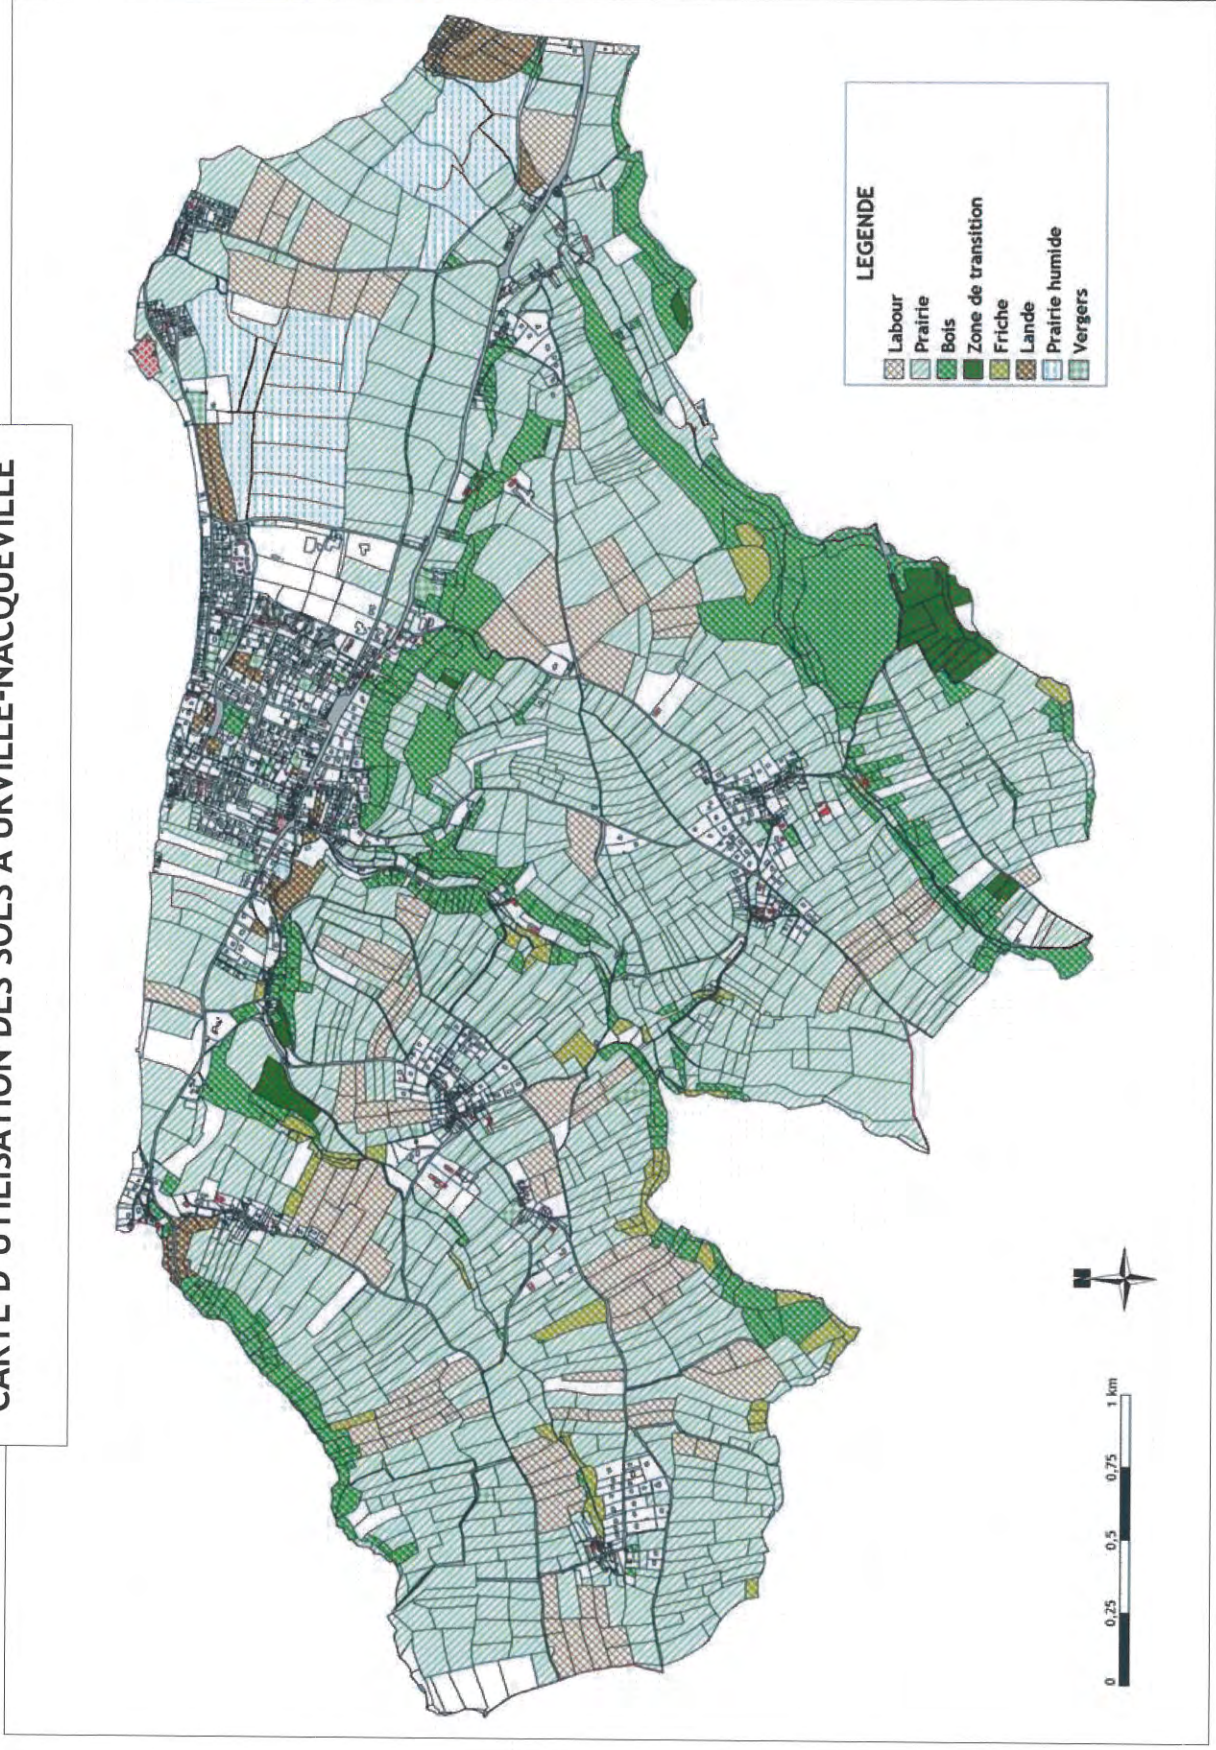 CARTE D'UTILISATION DES SOLS A URVILLE-NACQUEVILLE
LEGENDE
Labour
Prairie
Bois
Zone de transition
Friche
Lande
Prairie humide
Vergers
N
0 0,25 0,5 0,75 1 km